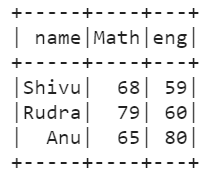 +-----+----+---+
| name|Math|eng|
+-----+----+---+
|Shivu|  68| 59|
|Rudra|  79| 60|
|  Anu|  65| 80|
+-----+----+---+